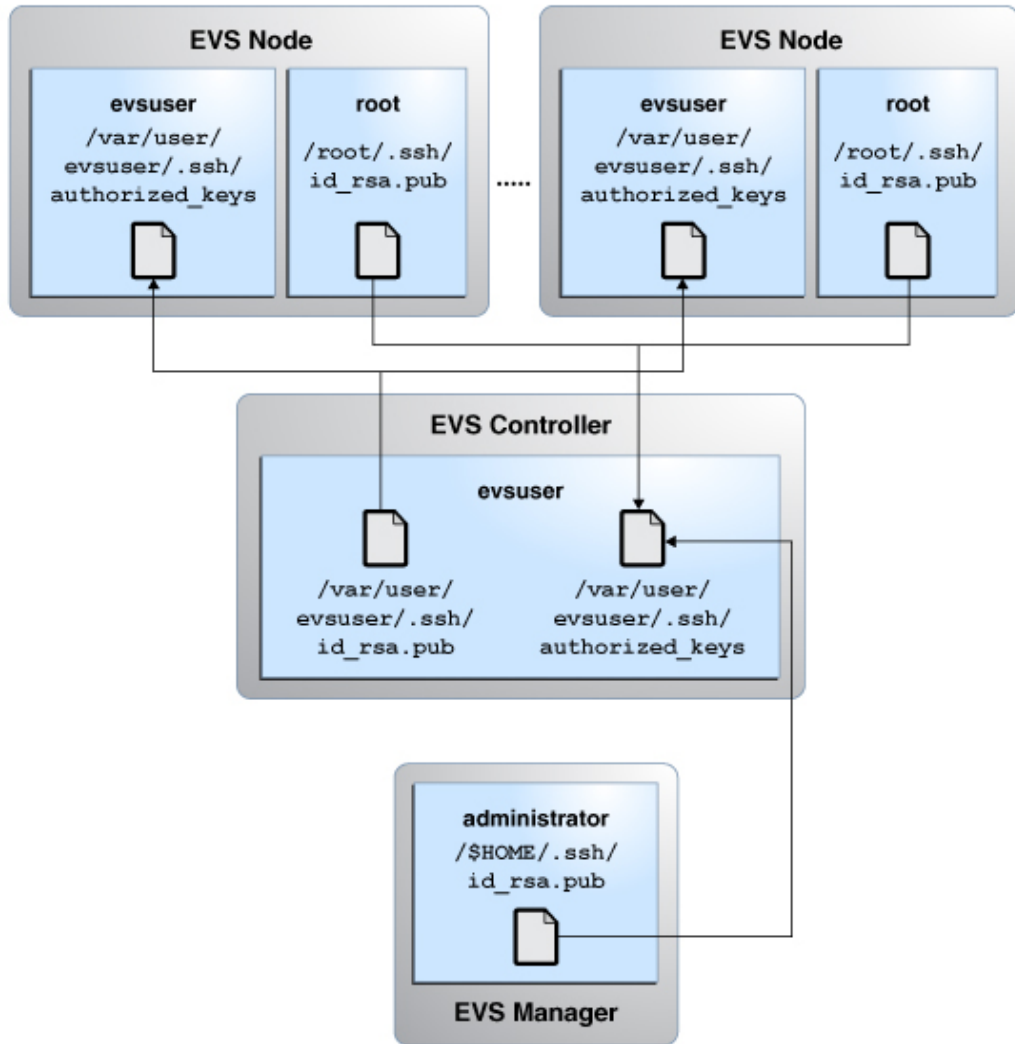 EVS Node
evsuser
/var/user/
evsuser/.ssh/
authorized_keys
root
/root/.ssh/
id_rsa.pub
.....
EVS Node
evsuser
/var/user/
evsuser/.ssh/
authorized_keys
root
/root/.ssh/
id_rsa.pub
EVS Controller
evsuser
/var/user/
evsuser/.ssh/
id_rsa.pub
/var/user/
evsuser/.ssh/
authorized_keys
administrator
/$HOME/.ssh/
id_rsa.pub
EVS Manager